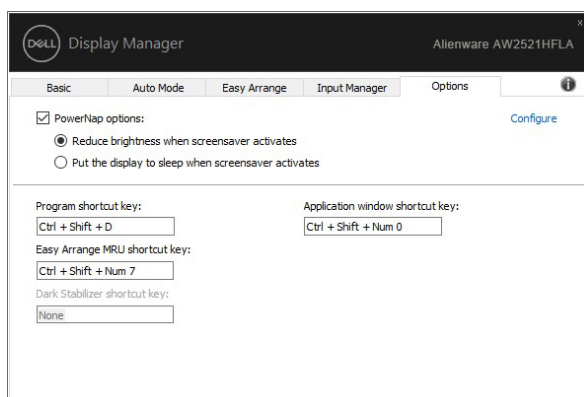 x
DELL Display Manager
Alienware AW2521HFLA
Basic
Auto Mode
Easy Arrange
Input Manager
Options
i
PowerNap options:
Configure
Reduce brightness when screensaver activates
Put the display to sleep when screensaver activates
Program shortcut key:
Application window shortcut key:
Ctrl + Shift + D
Ctrl + Shift + Num 0
Easy Arrange MRU shortcut key:
Ctrl + Shift + Num 7
Dark Stabilizer shortcut key:
None